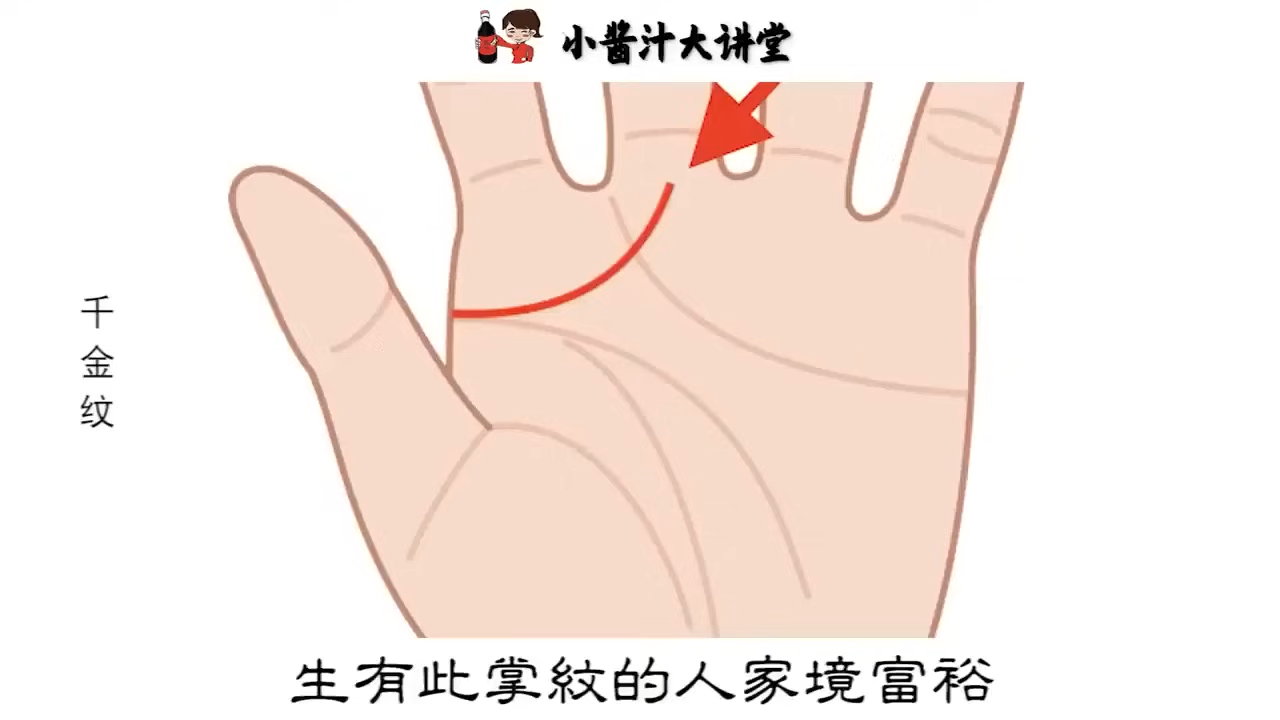 小酱汁大讲堂
千金纹
生有此掌紋的人家境富裕